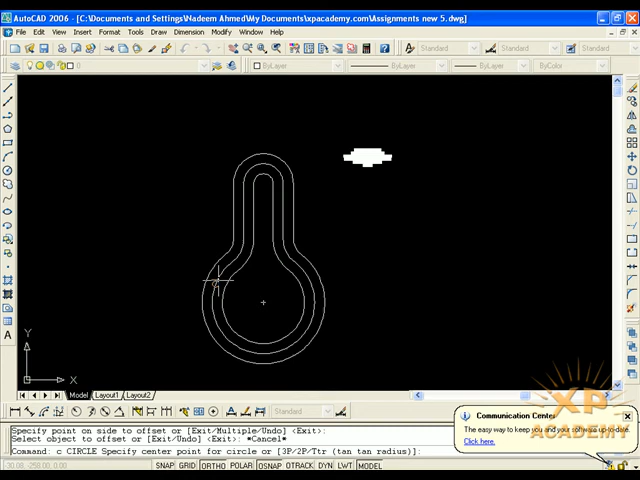 AutoCAD 2006 - [C:\Documents and Settings\Nadeem Ahmed\My Documents\xpacademy.com\Assignments new 5.dwg]
File Edit View Insert Format Tools Draw Dimension Modify Window Help
Standard Standard Standard
0 ByLayer ByLayer ByLayer ByColor
Y
X
Model Layout1 Layout2
Standard
Specify point on side to offset or [Exit/Multiple/Undo] <Exit>:
Select object to offset or [Exit/Undo] <Exit>: *Cancel*
Command: c CIRCLE Specify center point for circle or [3P/2P/Ttr (tan tan radius)]:
SNAP GRID ORTHO POLAR OSNAP OTRACK DYN LWT MODEL
Communication Center
The easy way to keep you and your software up-to-date.
Click here.
XP
ACADEMY